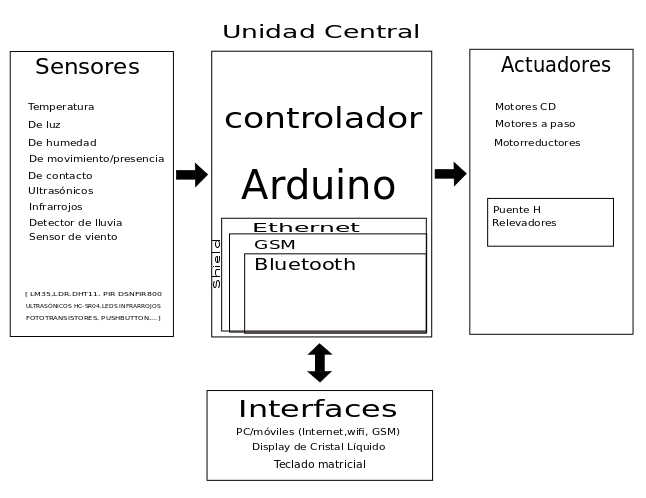 Unidad Central
Sensores
Temperatura
De luz
De humedad
De movimiento/presencia
De contacto
Ultrasónicos
Infrarrojos
Detector de lluvia
Sensor de viento
[ LM35,LDR,DHT11, PIR DSNFIR800
ULTRASÓNICOS HC-SR04,LEDS INFRARROJOS
FOTOTRANSISTORES, PUSHBUTTON,...]
controlador
Arduino
Shield
Ethernet
GSM
Bluetooth
Actuadores
Motores CD
Motores a paso
Motorreductores
Puente H
Relevadores
Interfaces
PC/móviles (Internet,wifi, GSM)
Display de Cristal Líquido
Teclado matricial